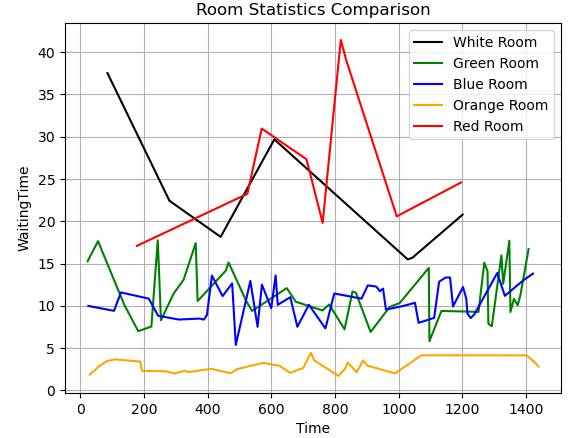 Room Statistics Comparison
White Room
Green Room
Blue Room
Orange Room
Red Room
WaitingTime
40
35
30
25
20
15
10
5
0
0 200 400 600 800 1000 1200 1400
Time